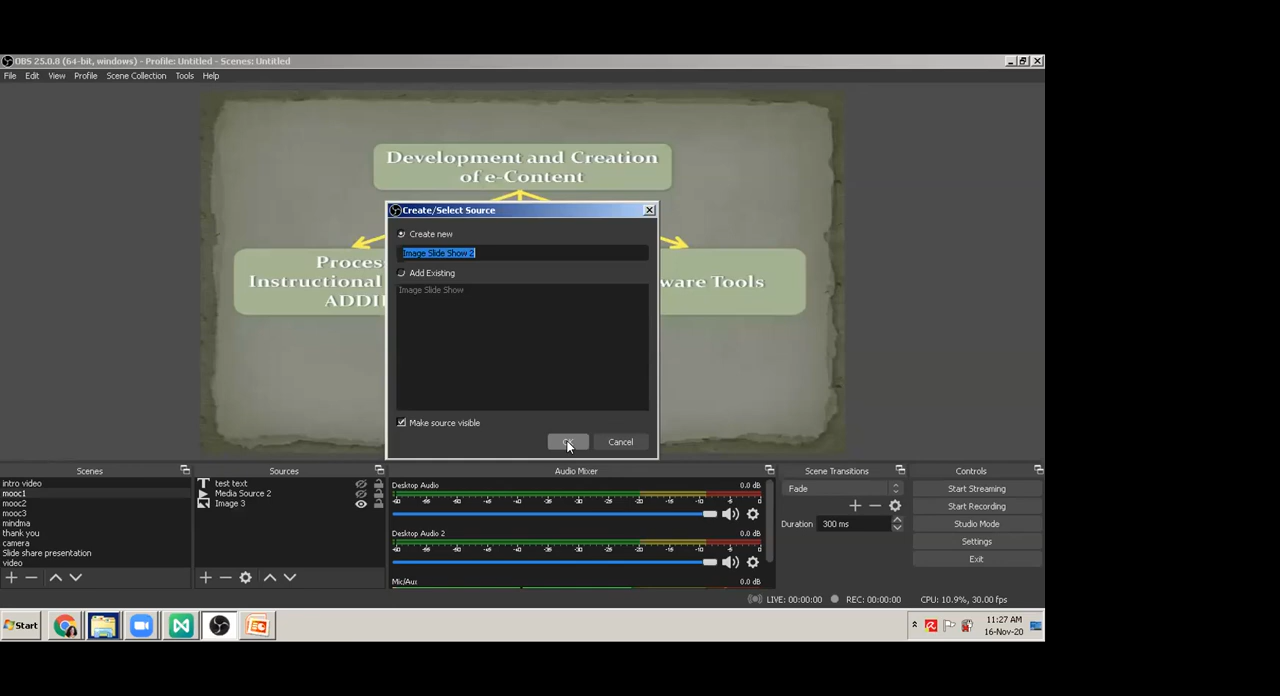 OBS 25.0.8 (64-bit, windows) - Profile: Untitled - Scenes: Untitled
File Edit View Profile Scene Collection Tools Help
Development and Creation
of e-Content
Create/Select Source
Create new
Image Slide Show 2
Add Existing
Image Slide Show
Proces
Instructional
ADDI
ware Tools
Make source visible
OK Cancel
Scenes
intro video
mooc1
mooc2
mooc3
mindma
thank you
camera
Slide share presentation
video
Sources
test text
Media Source 2
Image 3
Audio Mixer
Desktop Audio 0.0 dB
Desktop Audio 2 0.0 dB
Mic/Aux 0.0 dB
Scene Transitions
Fade
Duration 300 ms
Controls
Start Streaming
Start Recording
Studio Mode
Settings
Exit
LIVE: 00:00:00 REC: 00:00:00 CPU: 10.9%, 30.00 fps
Start
11:27 AM
16-Nov-20